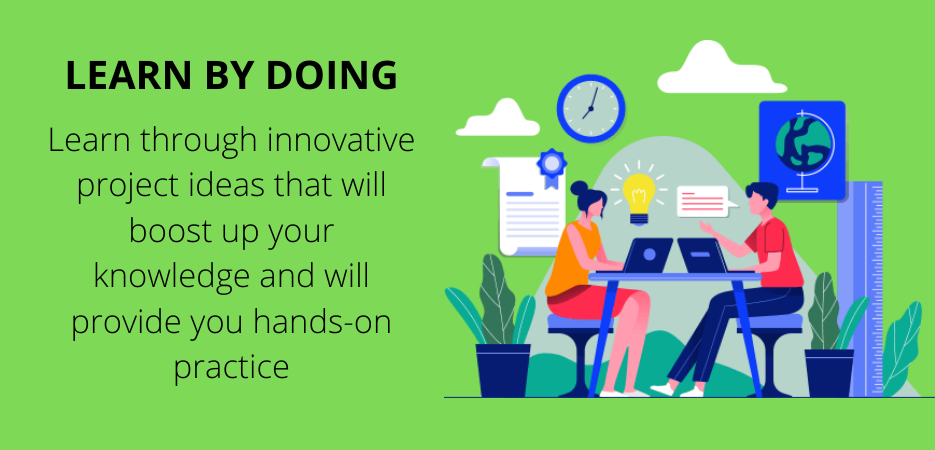 LEARN BY DOING
Learn through innovative
project ideas that will
boost up your
knowledge and will
provide you hands-on
practice